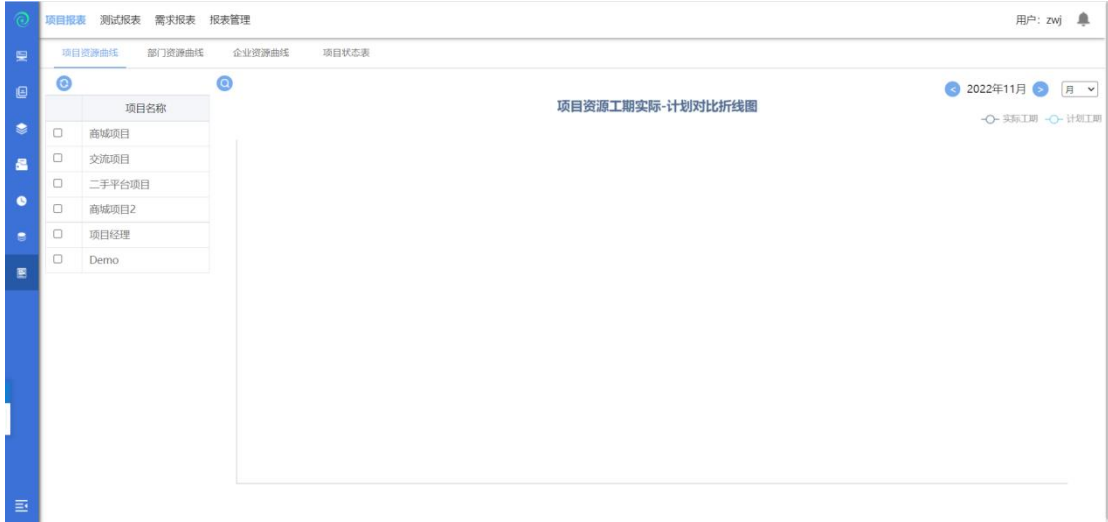 项目报表 测试报表 需求报表 报表管理 用户：zwj
项目资源曲线 部门资源曲线 企业资源曲线 项目状态表
2022年11月 月
项目资源工期实际-计划对比折线图
实际工期 计划工期
项目名称
商城项目
交流项目
二手平台项目
商城项目2
项目经理
Demo